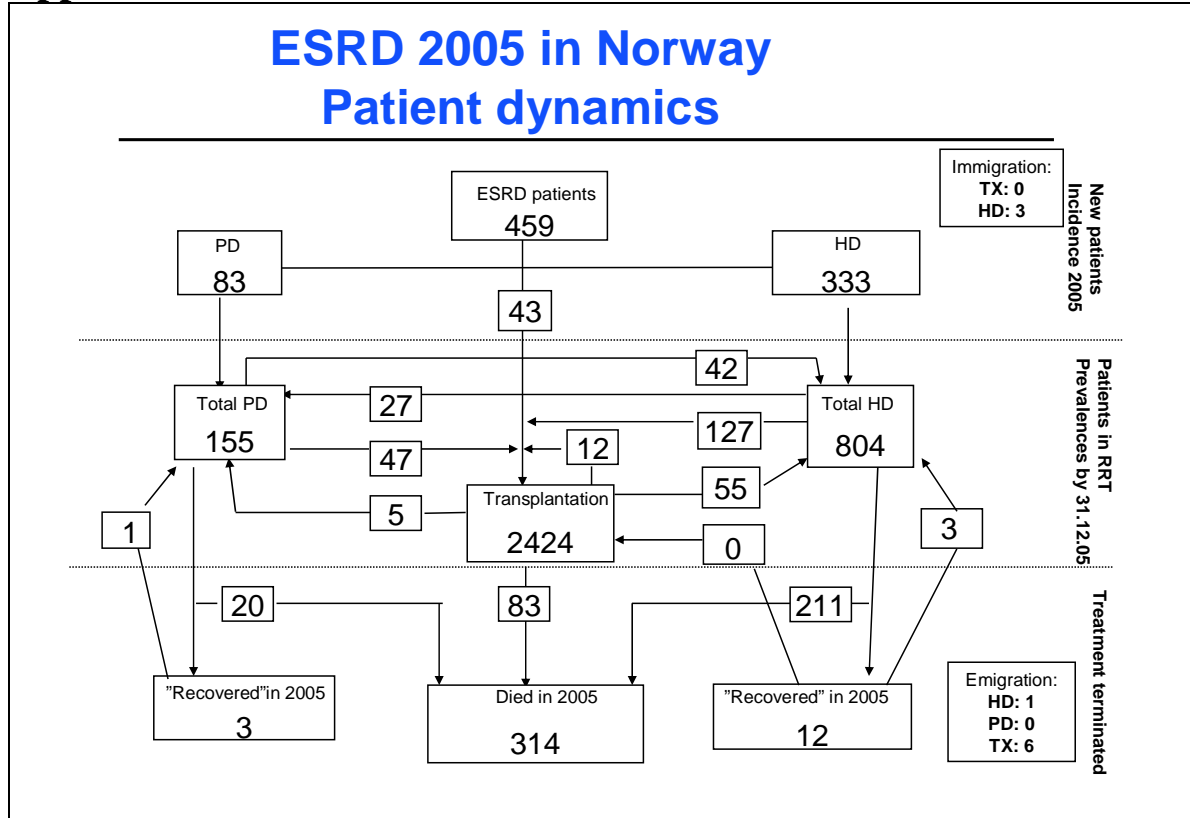 ESRD 2005 in Norway
Patient dynamics
Immigration:
TX: 0
HD: 3
New patients
Incidence 2005
ESRD patients
459
PD
83
HD
333
43
Patients in RRT
Prevalences by 31.12.05
42
27
Total PD
155
Total HD
804
127
47
12
55
5
Transplantation
2424
1
0
3
Treatment terminated
20
83
211
"Recovered"in 2005
3
Died in 2005
314
"Recovered" in 2005
12
Emigration:
HD: 1
PD: 0
TX: 6